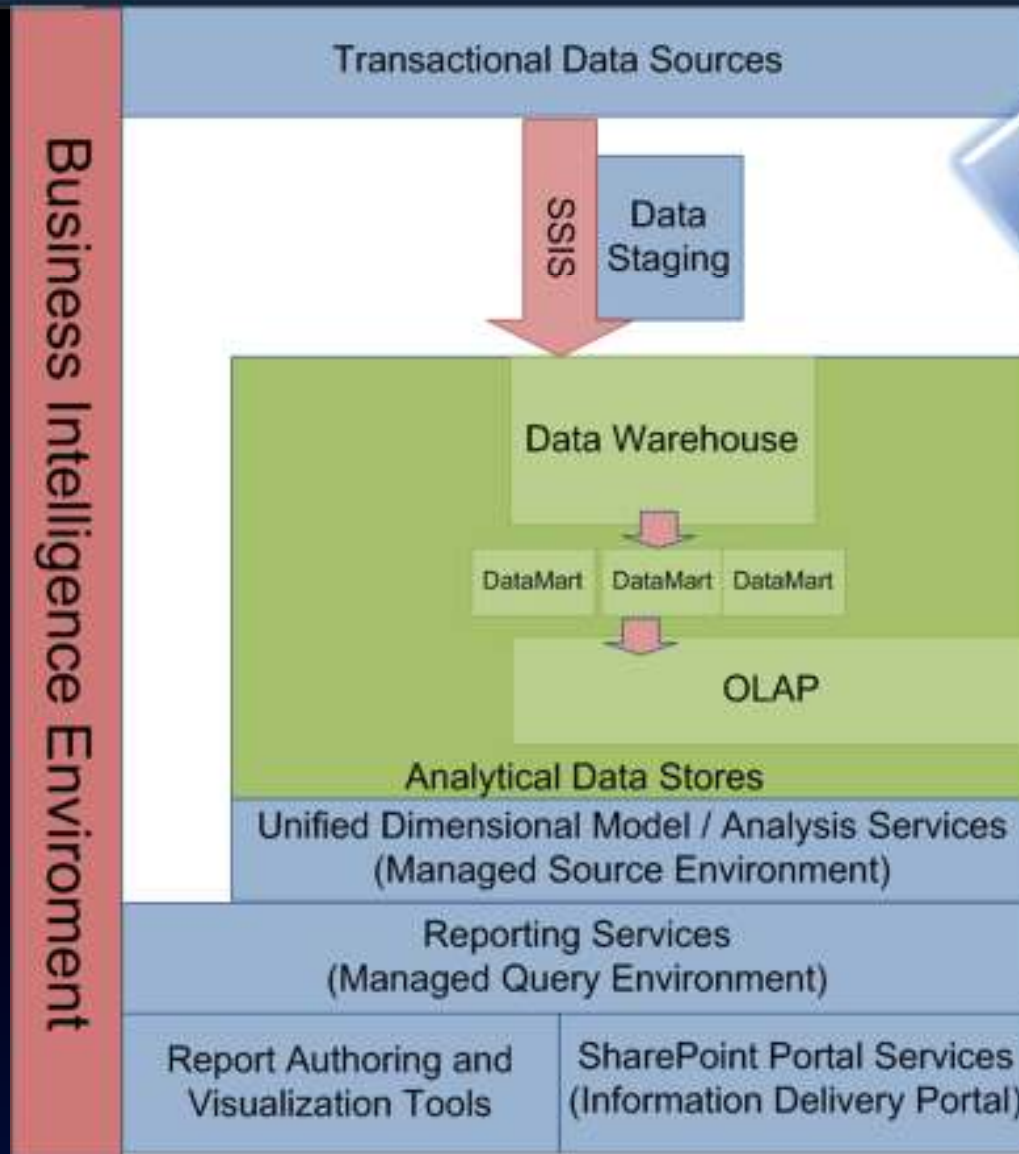 Business Intelligence Enviroment
Transactional Data Sources
SSIS
Data
Staging
Data Warehouse
DataMart
DataMart
DataMart
OLAP
Analytical Data Stores
Unified Dimensional Model / Analysis Services
(Managed Source Environment)
Reporting Services
(Managed Query Environment)
Report Authoring and
Visualization Tools
SharePoint Portal Services
(Information Delivery Portal)